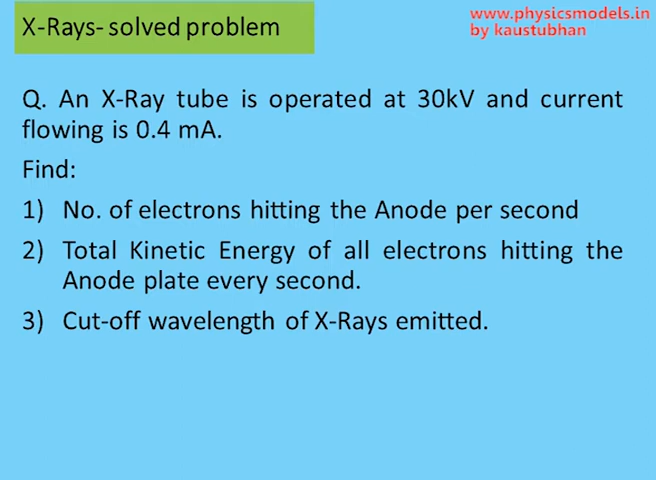 X-Rays- solved problem
www.physicsmodels.in
by kaustubhan
Q. An X-Ray tube is operated at 30kV and current
flowing is 0.4 mA.
Find:
1) No. of electrons hitting the Anode per second
2) Total Kinetic Energy of all electrons hitting the
Anode plate every second.
3) Cut-off wavelength of X-Rays emitted.